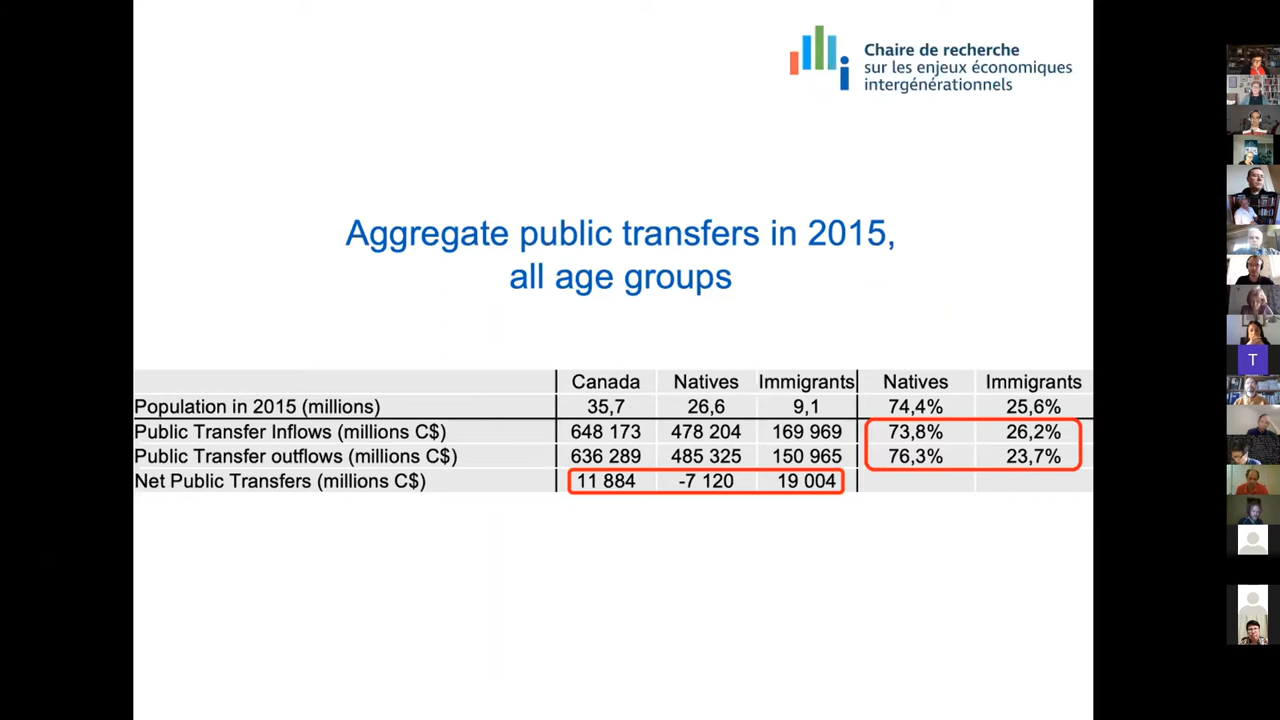 Chaire de recherche
sur les enjeux économiques
intergénérationnels
Aggregate public transfers in 2015,
all age groups
Canada Natives Immigrants Natives Immigrants
Population in 2015 (millions) 35,7 26,6 9,1 74,4% 25,6%
Public Transfer Inflows (millions C$) 648 173 478 204 169 969 73,8% 26,2%
Public Transfer outflows (millions C$) 636 289 485 325 150 965 76,3% 23,7%
Net Public Transfers (millions C$) 11 884 -7 120 19 004
T